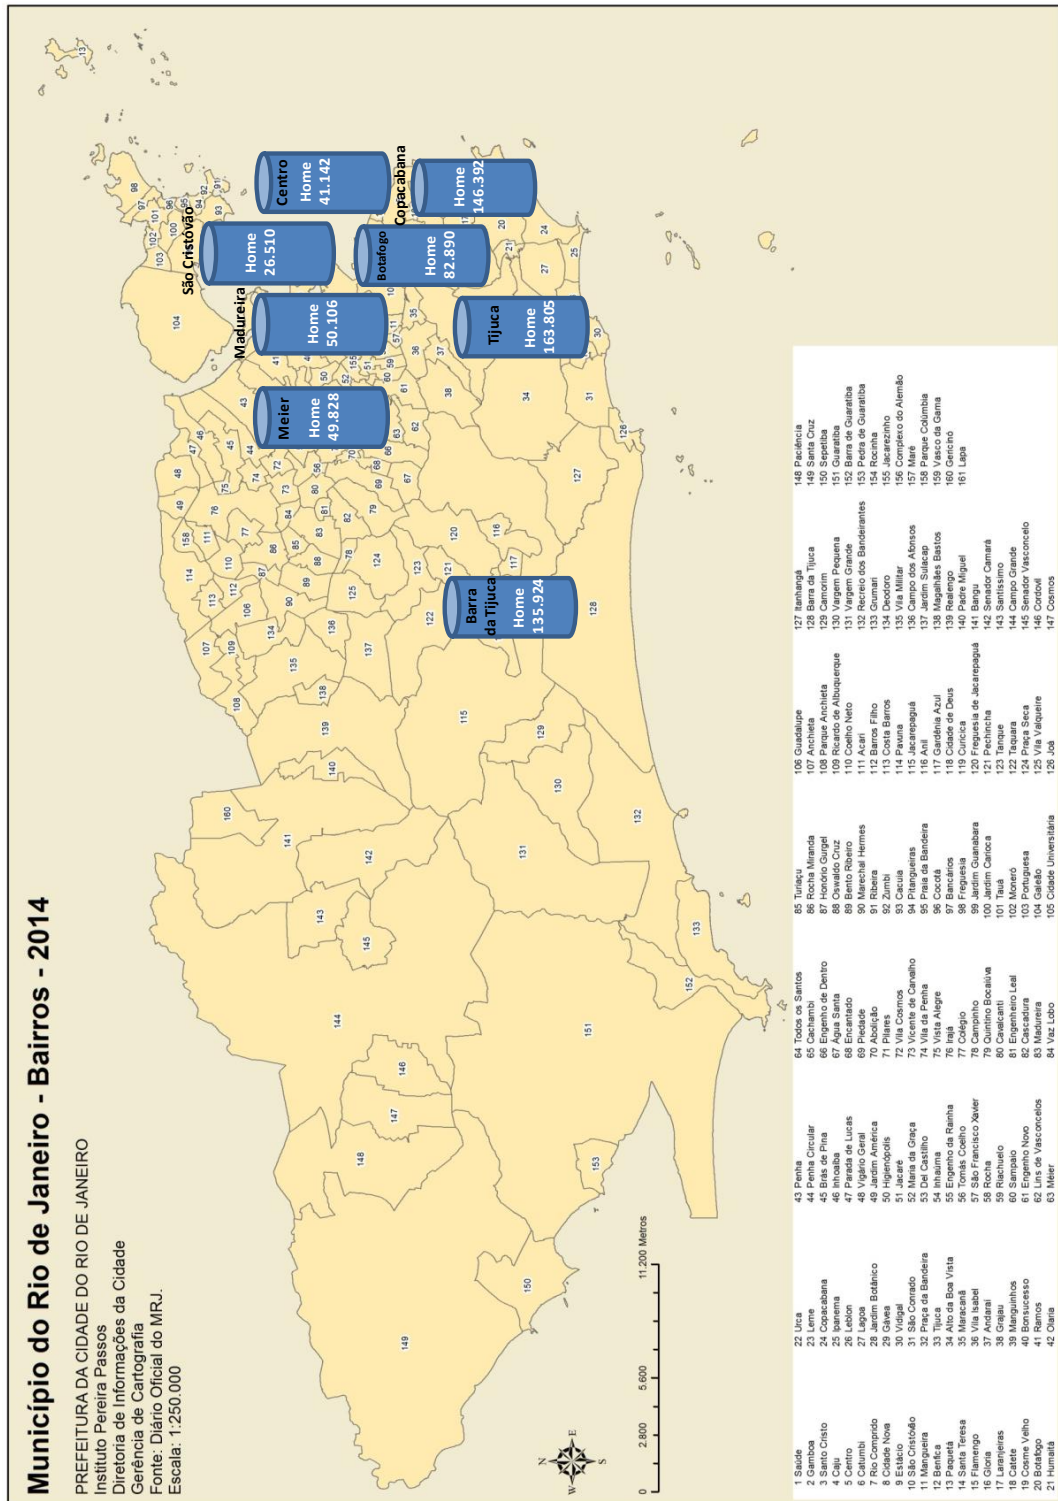 Município do Rio de Janeiro - Bairros - 2014
PREFEITURA DA CIDADE DO RIO DE JANEIRO
Instituto Pereira Passos
Diretoria de Informações da Cidade
Gerência de Cartografia
Fonte: Diário Oficial do MRJ.
Escala: 1:250.000
Barra
da Tijuca
Home
135.924
Meier
Home
49.828
Madureira
Home
50.106
São Cristóvão
Home
26.510
Centro
Home
41.142
Botafogo
Home
82.890
Copacabana
Home
146.392
Tijuca
Home
163.805
N
W
E
S
0
2.800
5.600
11.200 Metros
1 Saúde
2 Gamboa
3 Santo Cristo
4 Caju
5 Centro
6 Catumbi
7 Rio Comprido
8 Cidade Nova
9 Estácio
10 São Cristóvão
11 Mangueira
12 Benfica
13 Paquetá
14 Santa Teresa
15 Flamengo
16 Gloria
17 Laranjeiras
18 Catete
19 Cosme Velho
20 Botafogo
21 Humaitá
22 Urca
23 Leme
24 Copacabana
25 Ipanema
26 Leblon
27 Lagoa
28 Jardim Botânico
29 Gávea
30 Vidigal
31 São Conrado
32 Praça da Bandeira
33 Tijuca
34 Alto da Boa Vista
35 Maracanã
36 Vila Isabel
37 Andaraí
38 Grajau
39 Manguinhos
40 Bonsucesso
41 Ramos
42 Olaria
43 Penha
44 Penha Circular
45 Brás de Pina
46 Inhoaíba
47 Parada de Lucas
48 Vigário Geral
49 Jardim América
50 Higienópolis
51 Jacaré
52 Maria da Graça
53 Del Castilho
54 Inhaúma
55 Engenho da Rainha
56 Tomás Coelho
57 São Francisco Xavier
58 Rocha
59 Riachuelo
60 Sampaio
61 Engenho Novo
62 Lins de Vasconcelos
63 Méier
64 Todos os Santos
65 Cachambi
66 Engenho de Dentro
67 Água Santa
68 Encantado
69 Piedade
70 Abolição
71 Pilares
72 Vila Cosmos
73 Vicente de Carvalho
74 Vila da Penha
75 Vista Alegre
76 Irajá
77 Colégio
78 Campinho
79 Quintino Bocaiúva
80 Cavalcanti
81 Engenheiro Leal
82 Cascadura
83 Madureira
84 Vaz Lobo
85 Turiaçu
86 Rocha Miranda
87 Honório Gurgel
88 Oswaldo Cruz
89 Bento Ribeiro
90 Marechal Hermes
91 Ribeira
92 Zumbi
93 Cacuia
94 Pitangueiras
95 Praia da Bandeira
96 Cocotá
97 Bancários
98 Freguesia
99 Jardim Guanabara
100 Jardim Carioca
101 Tauá
102 Moneró
103 Portuguesa
104 Galeão
105 Cidade Universitária
106 Guadalupe
107 Anchieta
108 Parque Anchieta
109 Ricardo de Albuquerque
110 Coelho Neto
111 Acari
112 Barros Filho
113 Costa Barros
114 Pavuna
115 Jacarepaguá
116 Anil
117 Gardênia Azul
118 Cidade de Deus
119 Curicica
120 Freguesia de Jacarepaguá
121 Pechincha
122 Taquara
123 Tanque
124 Praça Seca
125 Vila Valqueire
126 Joá
127 Itanhangá
128 Barra da Tijuca
129 Camorim
130 Vargem Pequena
131 Vargem Grande
132 Recreio dos Bandeirantes
133 Grumari
134 Deodoro
135 Vila Militar
136 Campo dos Afonsos
137 Jardim Sulacap
138 Magalhães Bastos
139 Realengo
140 Padre Miguel
141 Bangu
142 Senador Camará
143 Santíssimo
144 Campo Grande
145 Senador Vasconcelo
146 Cordovil
147 Cosmos
148 Paciência
149 Santa Cruz
150 Sepetiba
151 Guaratiba
152 Barra de Guaratiba
153 Pedra de Guaratiba
154 Rocinha
155 Jacarezinho
156 Complexo do Alemão
157 Maré
158 Parque Colúmbia
159 Vasco da Gama
160 Gericinó
161 Lapa